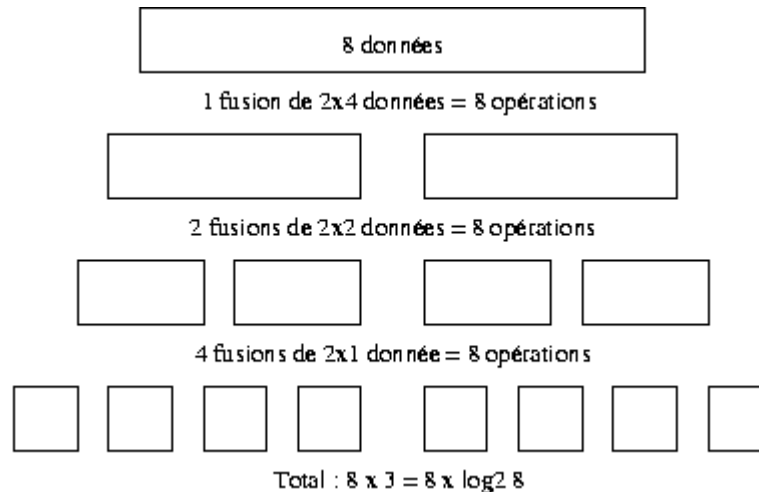 8 données
1 fusion de 2x4 données = 8 opérations
2 fusions de 2x2 données = 8 opérations
4 fusions de 2x1 donnée = 8 opérations
Total : 8 x 3 = 8 x log2 8